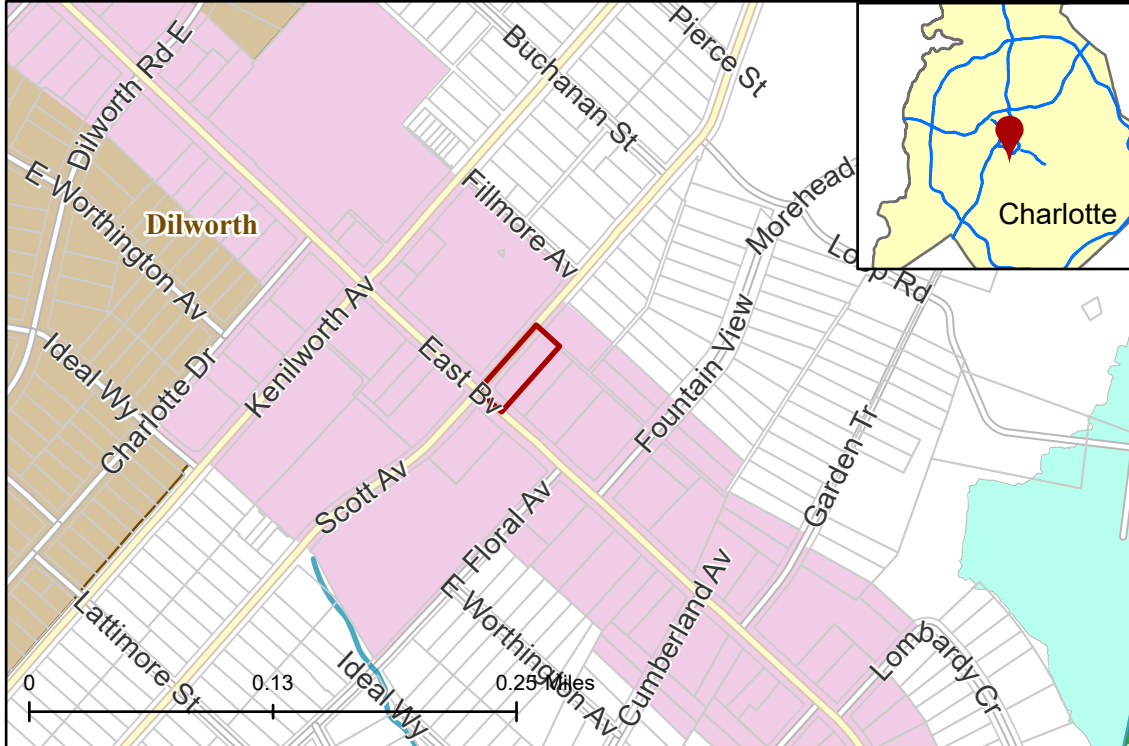 Pierce St
Buchanan St
Dilworth Rd E
E Worthington Av
Dilworth
Fillmore Av
Morehead
Loop Rd
Charlotte
Ideal Wy
Charlotte Dr
Kenilworth Av
East Bv
Fountain View
Garden Tr
Scott Av
Floral Av
Lattimore St
Ideal Wy
E Worthington Av
Cumberland Av
Lombardy Cr
0
0.13
0.25 Miles